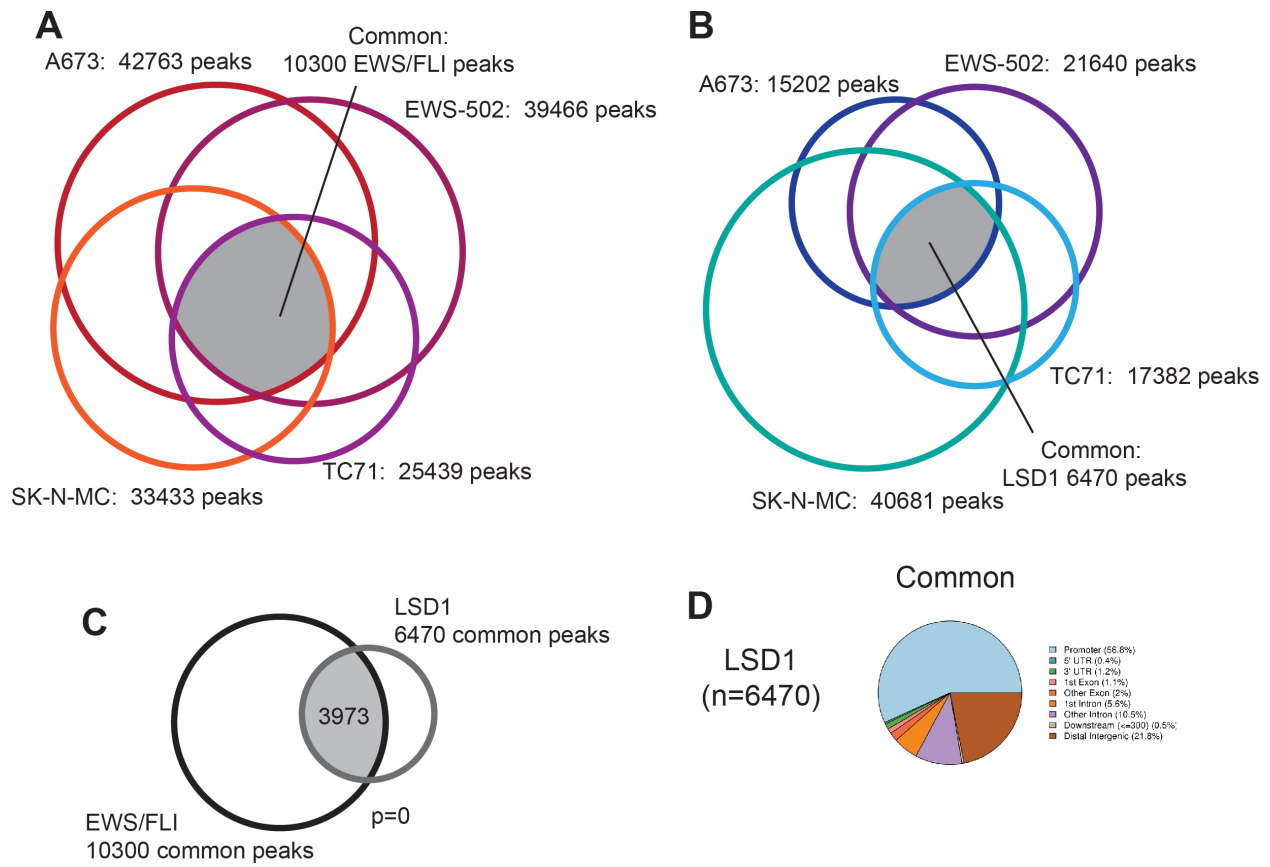 A
A673:  42763 peaks
Common:
10300 EWS/FLI peaks
EWS-502:  39466 peaks
TC71:  25439 peaks
SK-N-MC:  33433 peaks
B
A673: 15202 peaks
EWS-502:  21640 peaks
TC71:  17382 peaks
Common:
LSD1 6470 peaks
SK-N-MC:  40681 peaks
C
LSD1
6470 common peaks
3973
p=0
EWS/FLI
10300 common peaks
D
Common
LSD1
(n=6470)
Promoter (56.8%)
5' UTR (0.4%)
3' UTR (1.2%)
1st Exon (1.1%)
Other Exon (2%)
1st Intron (5.6%)
Other Intron (10.5%)
Downstream (<=300) (0.5%)
Distal Intergenic (21.8%)